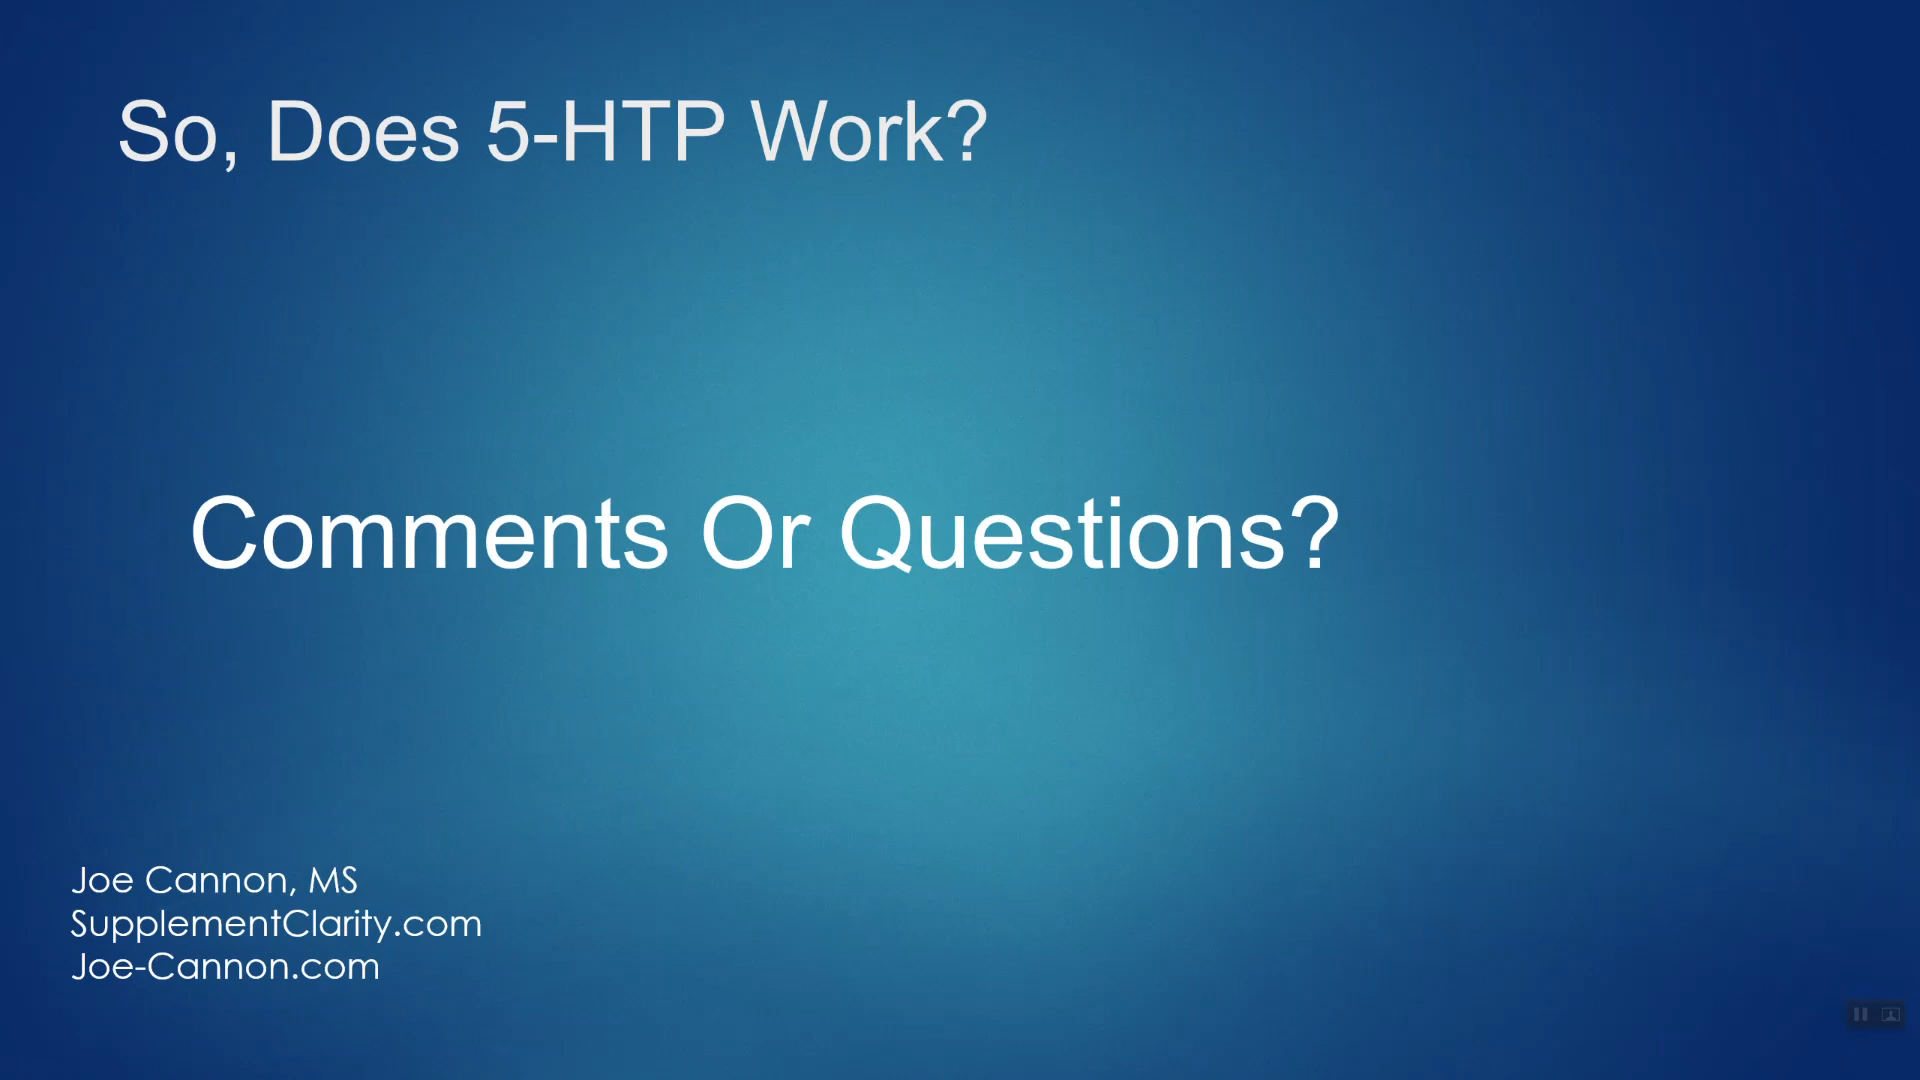 So, Does 5-HTP Work?
Comments Or Questions?
Joe Cannon, MS
SupplementClarity.com
Joe-Cannon.com